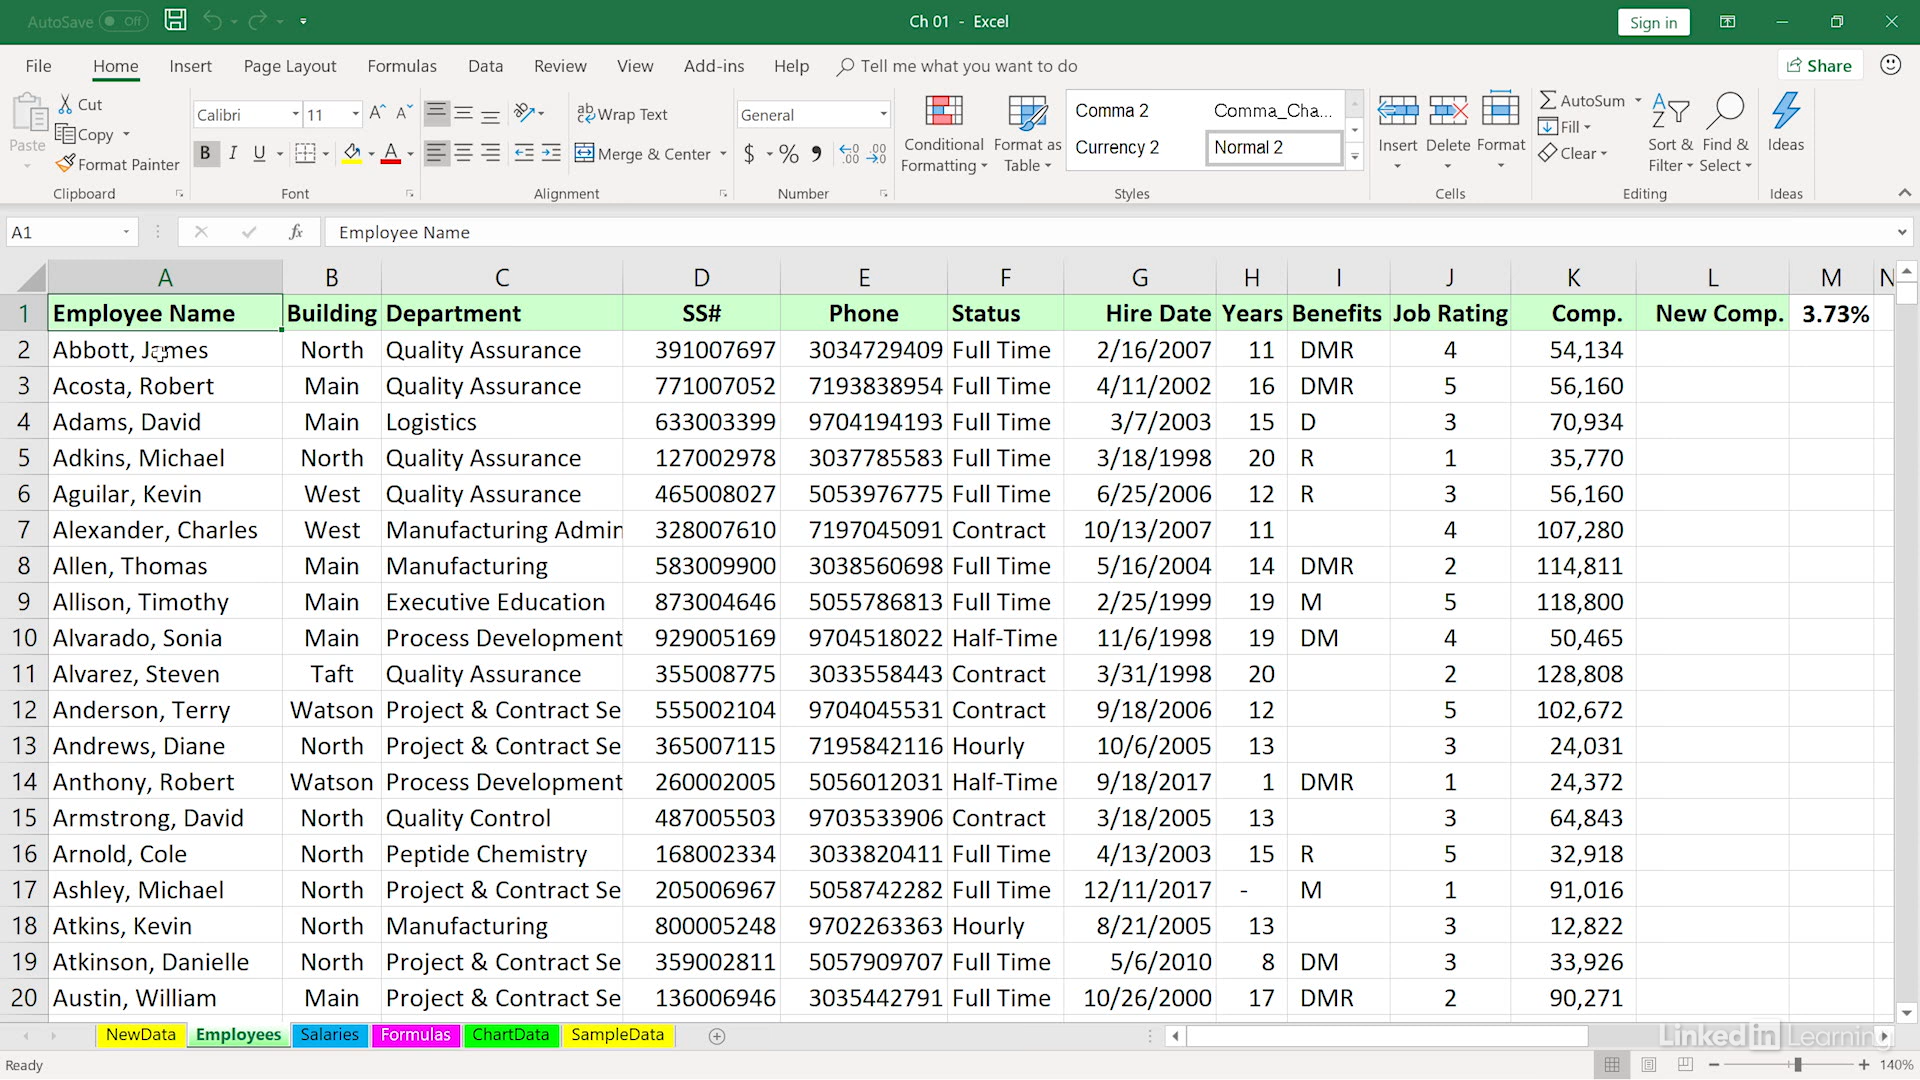 AutoSave Off Ch 01 - Excel Sign in
File Home Insert Page Layout Formulas Data Review View Add-ins Help Tell me what you want to do Share
Paste Cut Copy Format Painter Clipboard
Calibri 11 B I U Font
Wrap Text Merge & Center Alignment
General $ % Number
Conditional Formatting Format as Table
Comma 2 Comma_Cha...
Currency 2 Normal 2
Styles
Insert Delete Format Cells
AutoSum Fill Clear Sort & Filter Find & Select Editing
Ideas Ideas
A1 fx Employee Name
A B C D E F G H I J K L M N
1 Employee Name Building Department SS# Phone Status Hire Date Years Benefits Job Rating Comp. New Comp. 3.73%
2 Abbott, James North Quality Assurance 391007697 3034729409 Full Time 2/16/2007 11 DMR 4 54,134
3 Acosta, Robert Main Quality Assurance 771007052 7193838954 Full Time 4/11/2002 16 DMR 5 56,160
4 Adams, David Main Logistics 633003399 9704194193 Full Time 3/7/2003 15 D 3 70,934
5 Adkins, Michael North Quality Assurance 127002978 3037785583 Full Time 3/18/1998 20 R 1 35,770
6 Aguilar, Kevin West Quality Assurance 465008027 5053976775 Full Time 6/25/2006 12 R 3 56,160
7 Alexander, Charles West Manufacturing Admin 328007610 7197045091 Contract 10/13/2007 11 4 107,280
8 Allen, Thomas Main Manufacturing 583009900 3038560698 Full Time 5/16/2004 14 DMR 2 114,811
9 Allison, Timothy Main Executive Education 873004646 5055786813 Full Time 2/25/1999 19 M 5 118,800
10 Alvarado, Sonia Main Process Development 929005169 9704518022 Half-Time 11/6/1998 19 DM 4 50,465
11 Alvarez, Steven Taft Quality Assurance 355008775 3033558443 Contract 3/31/1998 20 2 128,808
12 Anderson, Terry Watson Project & Contract Se 555002104 9704045531 Contract 9/18/2006 12 5 102,672
13 Andrews, Diane North Project & Contract Se 365007115 7195842116 Hourly 10/6/2005 13 3 24,031
14 Anthony, Robert Watson Process Development 260002005 5056012031 Half-Time 9/18/2017 1 DMR 1 24,372
15 Armstrong, David North Quality Control 487005503 9703533906 Contract 3/18/2005 13 3 64,843
16 Arnold, Cole North Peptide Chemistry 168002334 3033820411 Full Time 4/13/2003 15 R 5 32,918
17 Ashley, Michael North Project & Contract Se 205006967 5058742282 Full Time 12/11/2017 - M 1 91,016
18 Atkins, Kevin North Manufacturing 800005248 9702263363 Hourly 8/21/2005 13 3 12,822
19 Atkinson, Danielle North Project & Contract Se 359002811 5057909707 Full Time 5/6/2010 8 DM 3 33,926
20 Austin, William Main Project & Contract Se 136006946 3035442791 Full Time 10/26/2000 17 DMR 2 90,271
NewData Employees Salaries Formulas ChartData SampleData
LinkedIn Learning
Ready 140%